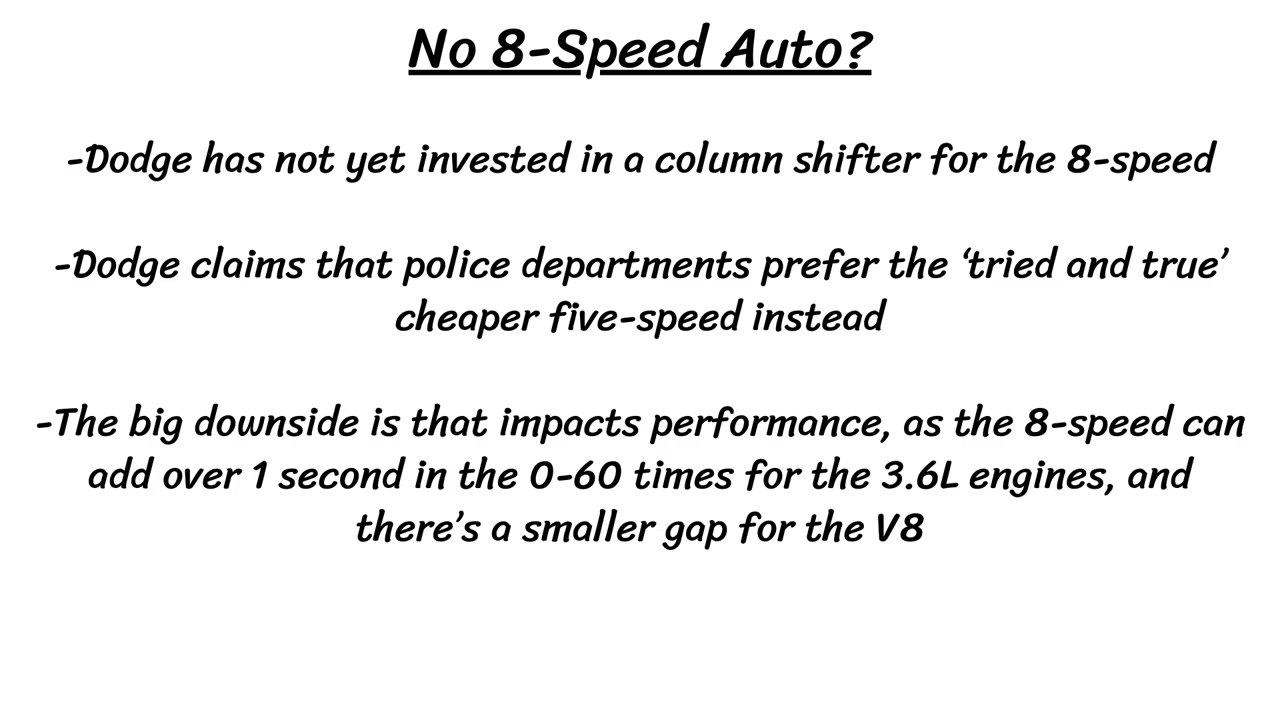 No 8-Speed Auto?
-Dodge has not yet invested in a column shifter for the 8-speed
-Dodge claims that police departments prefer the ‘tried and true’
cheaper five-speed instead
-The big downside is that impacts performance, as the 8-speed can
add over 1 second in the 0-60 times for the 3.6L engines, and
there’s a smaller gap for the V8